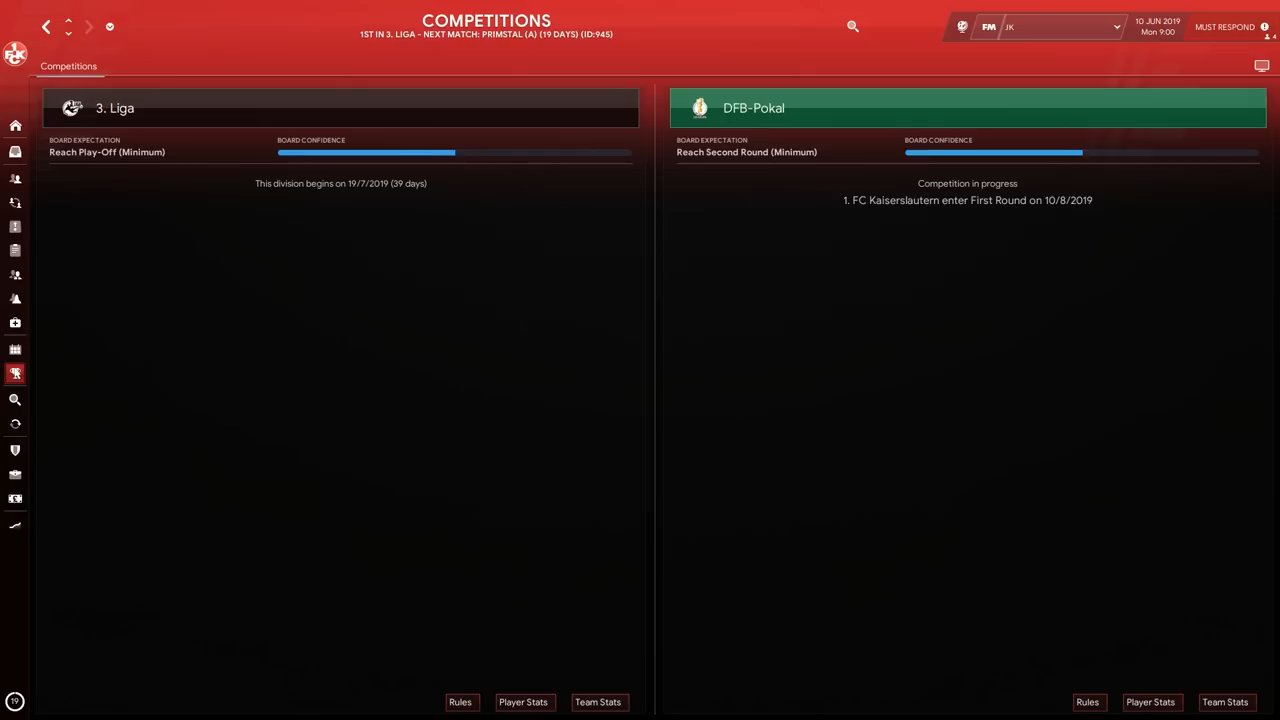 COMPETITIONS
1ST IN 3. LIGA - NEXT MATCH: PRIMSTAL (A) (19 DAYS) (ID:945)
FM JK
10 JUN 2019
Mon 9:00
MUST RESPOND
4
Competitions
3. Liga
BOARD EXPECTATION
Reach Play-Off (Minimum)
BOARD CONFIDENCE
This division begins on 19/7/2019 (39 days)
Rules
Player Stats
Team Stats
DFB-Pokal
BOARD EXPECTATION
Reach Second Round (Minimum)
BOARD CONFIDENCE
Competition in progress
1. FC Kaiserslautern enter First Round on 10/8/2019
Rules
Player Stats
Team Stats
19